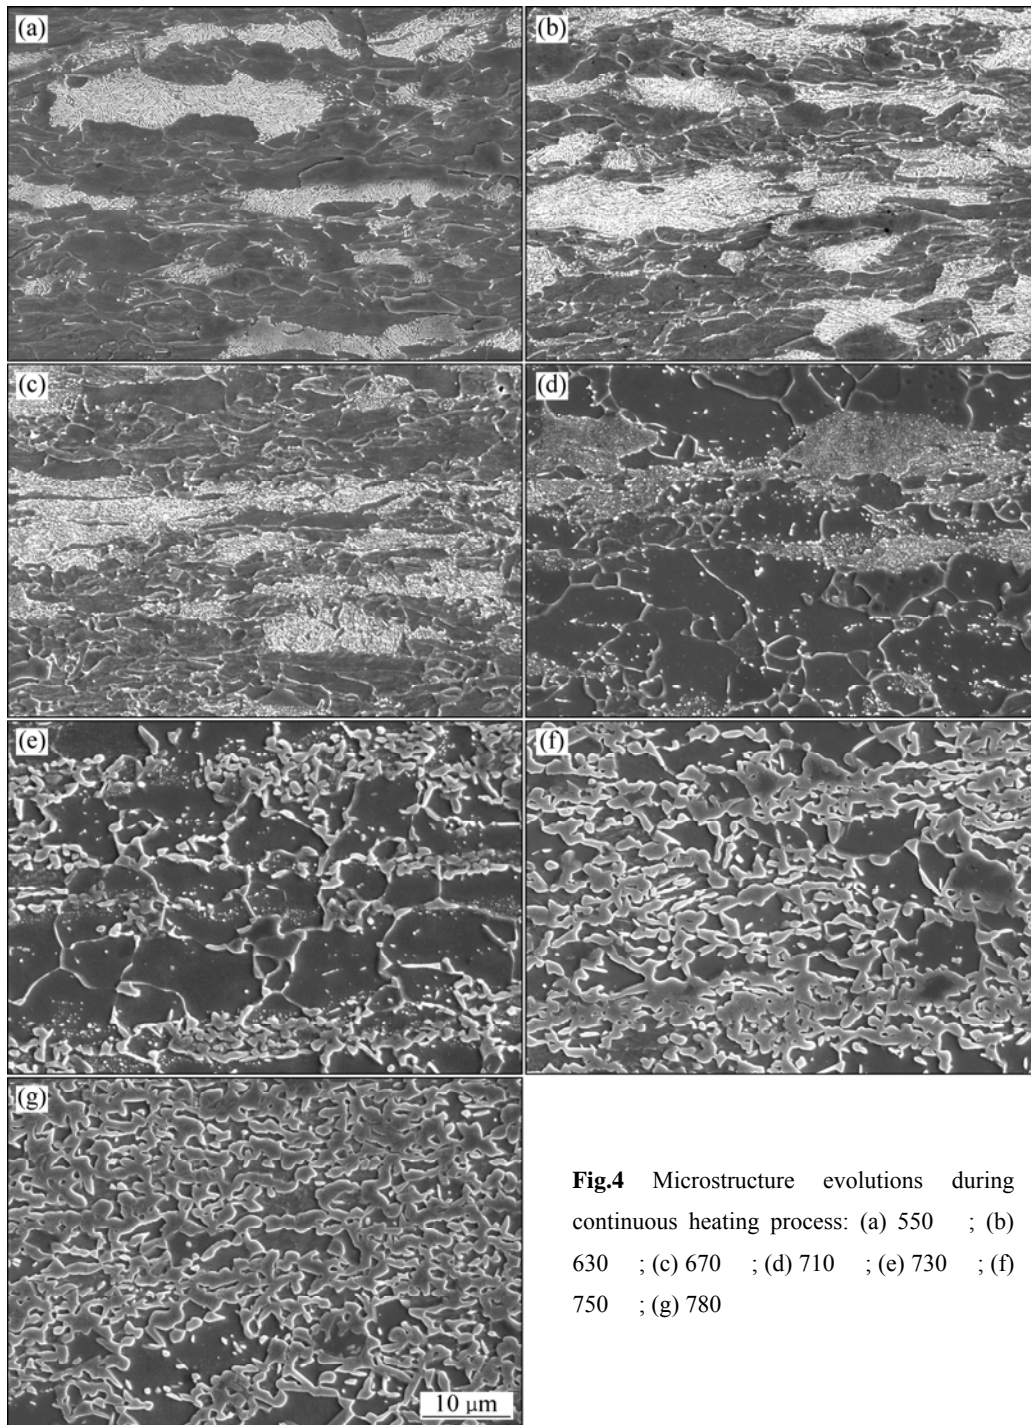 (a)
(b)
(c)
(d)
(e)
(f)
(g)
10 μm
Fig.4 Microstructure evolutions during
continuous heating process: (a) 550 ; (b)
630 ; (c) 670 ; (d) 710 ; (e) 730 ; (f)
750 ; (g) 780